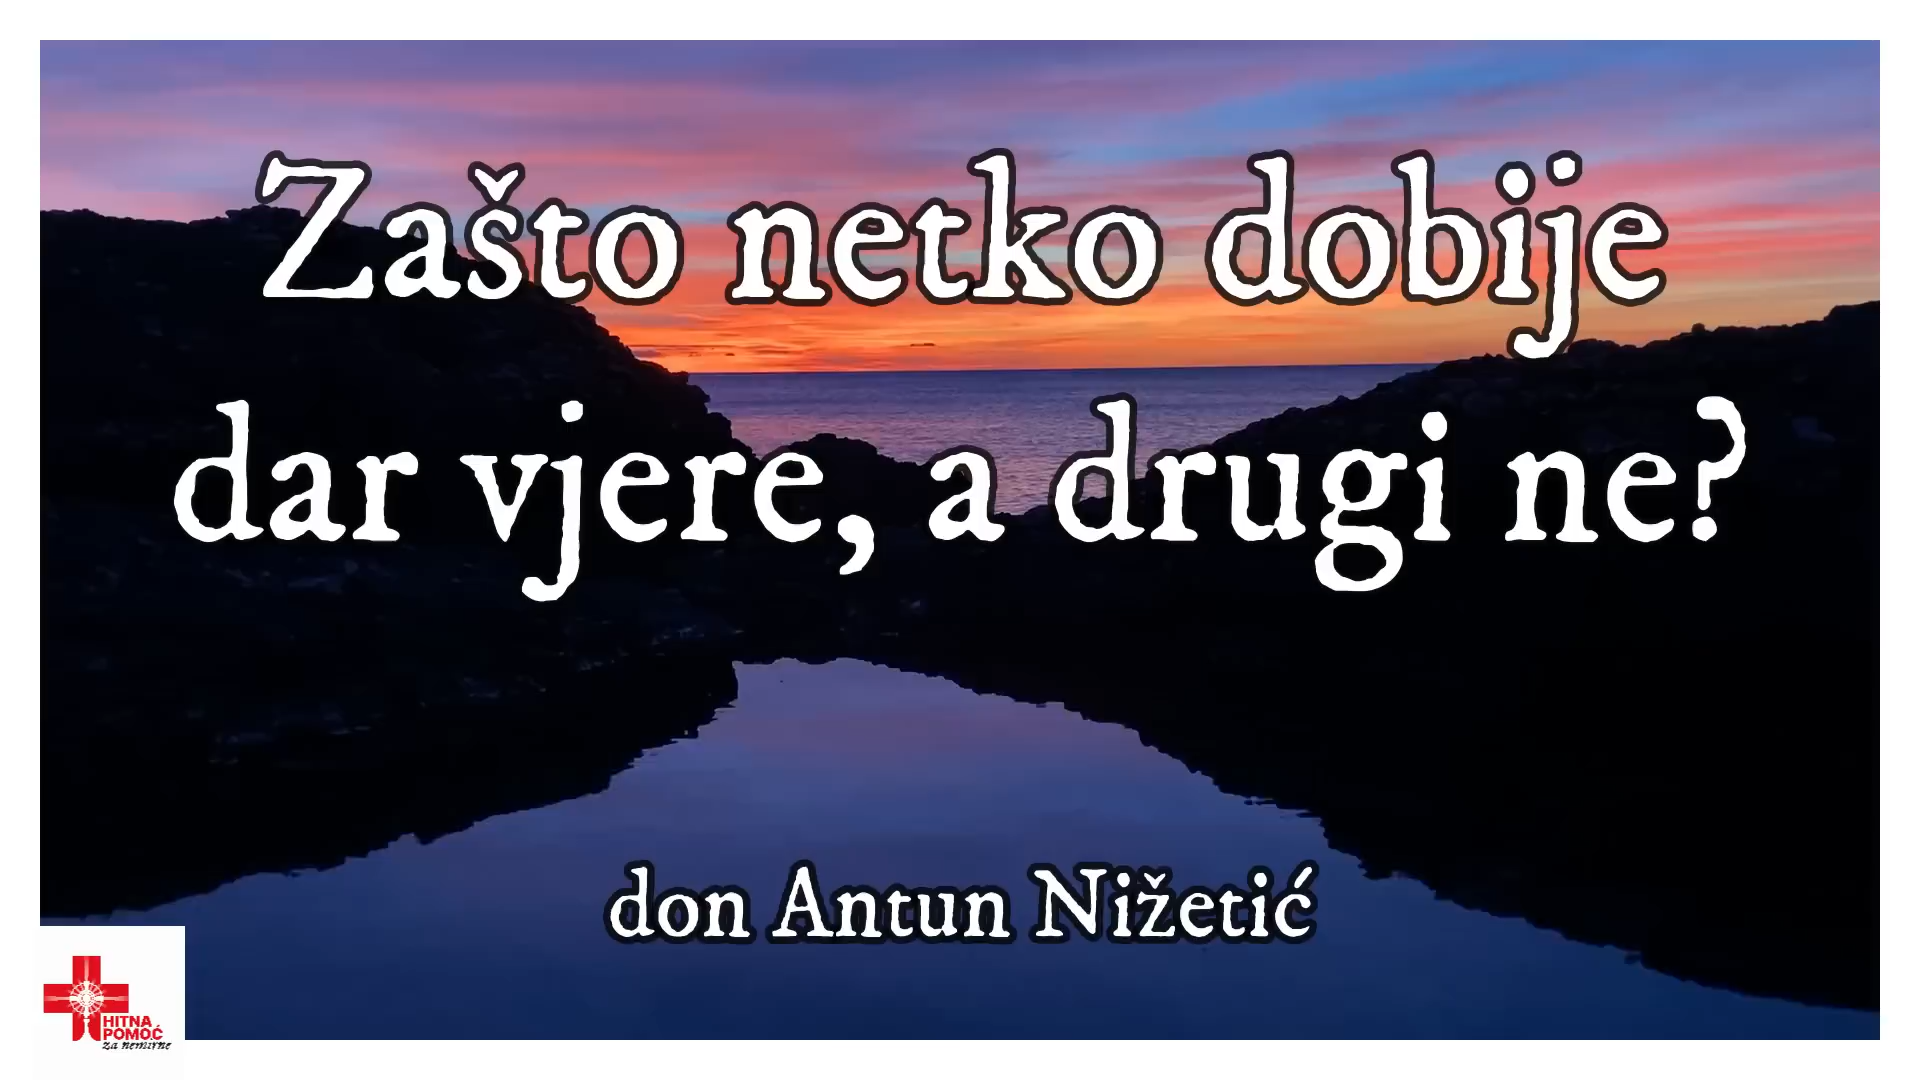 Zašto netko dobije
dar vjere, a drugi ne?
don Antun Nižetić
HITNA
POMOĆ
za nemirne